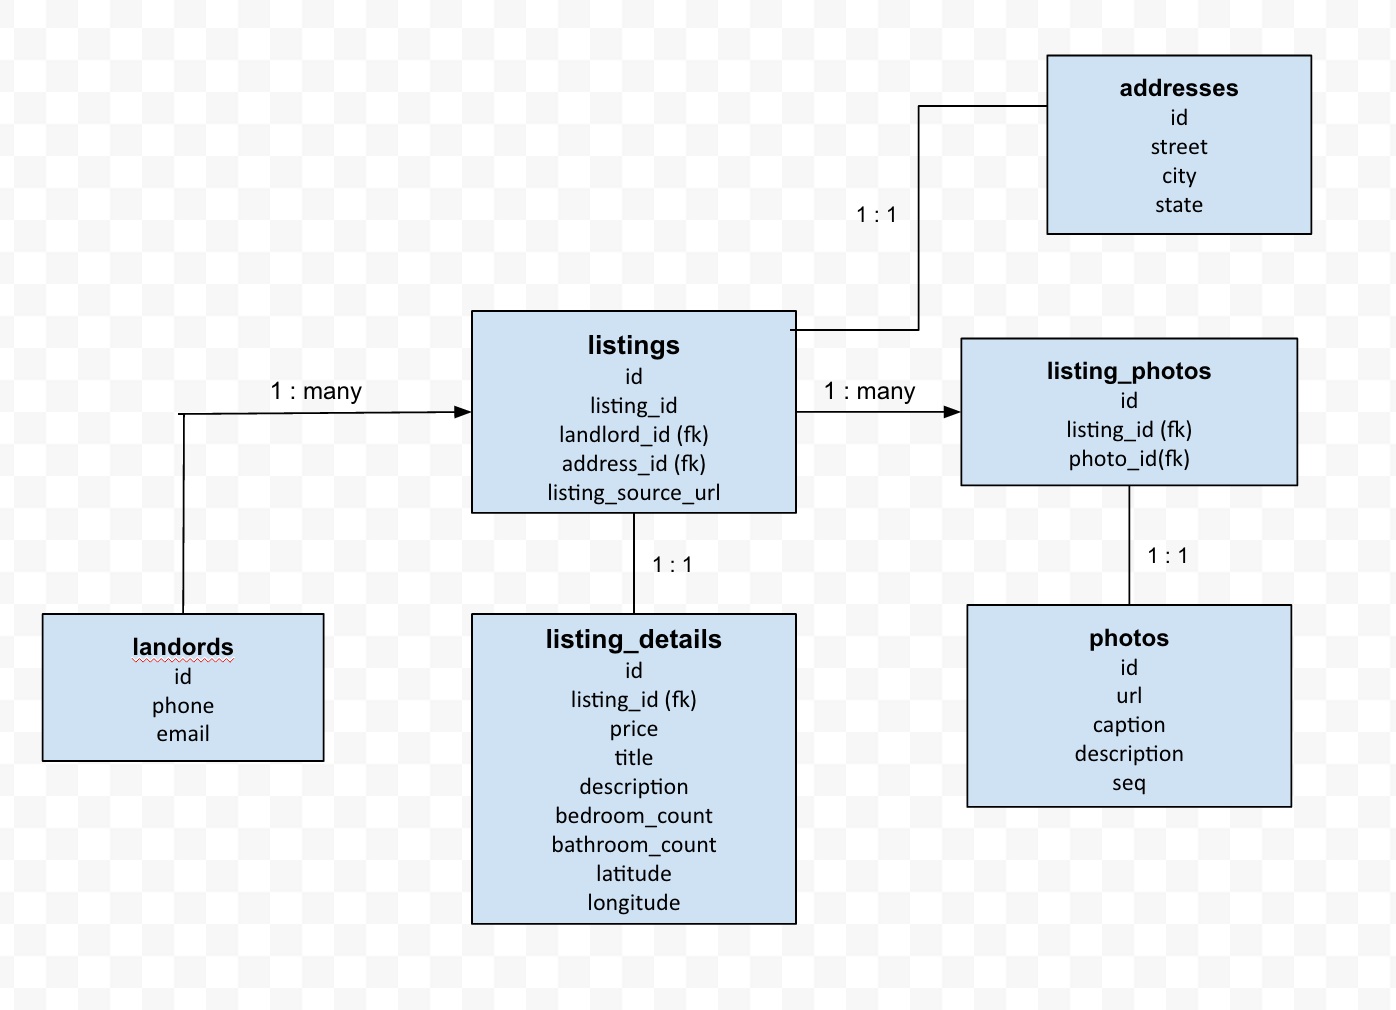 addresses
id
street
city
state
1 : 1
listings
id
listing_id
landlord_id (fk)
address_id (fk)
listing_source_url
1 : many
1 : many
listing_photos
id
listing_id (fk)
photo_id(fk)
1 : 1
1 : 1
landords
id
phone
email
listing_details
id
listing_id (fk)
price
title
description
bedroom_count
bathroom_count
latitude
longitude
photos
id
url
caption
description
seq